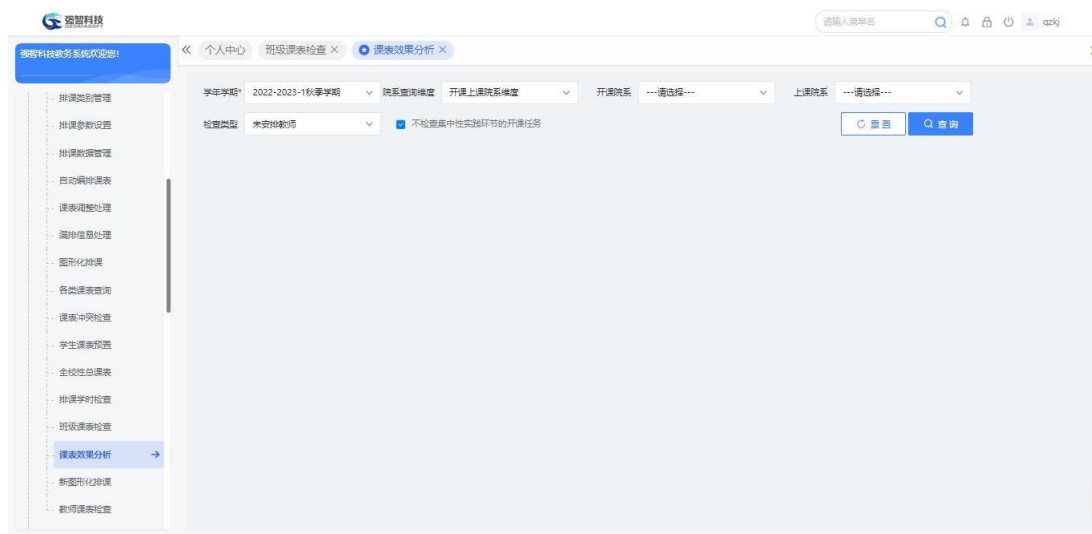 强智科技
QIZHIDASOFT
请输入菜单名
qzkj
强智科技教务系统欢迎您!
个人中心
班级课表检查
课表效果分析
学年学期* 2022-2023-1秋季学期 院系查询维度 开课上课院系维度 开课院系 ---请选择--- 上课院系 ---请选择---
检查类型 未安排教师 不检查集中性实践环节的开课任务 重置 查询
排课类别管理
排课参数设置
排课数据管理
自动编排课表
课表调整处理
漏排信息处理
图形化排课
各类课表查询
课表冲突检查
学生课表预置
全校性总课表
排课学时检查
班级课表检查
课表效果分析
新图形化排课
教师课表检查